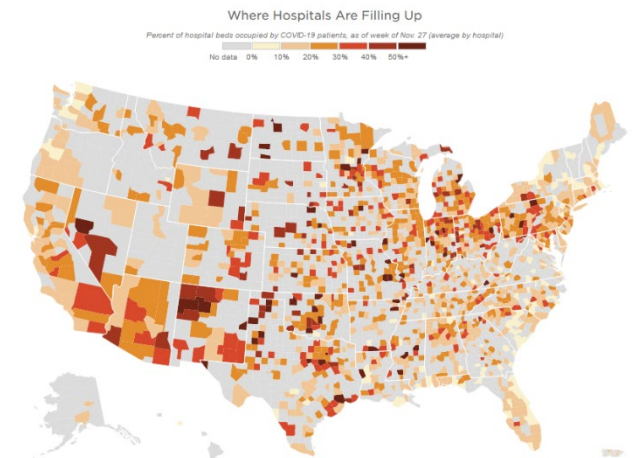 Where Hospitals Are Filling Up
Percent of hospital beds occupied by COVID-19 patients, as of week of Nov. 27 (average by hospital)
No data 0% 10% 20% 30% 40% 50%+